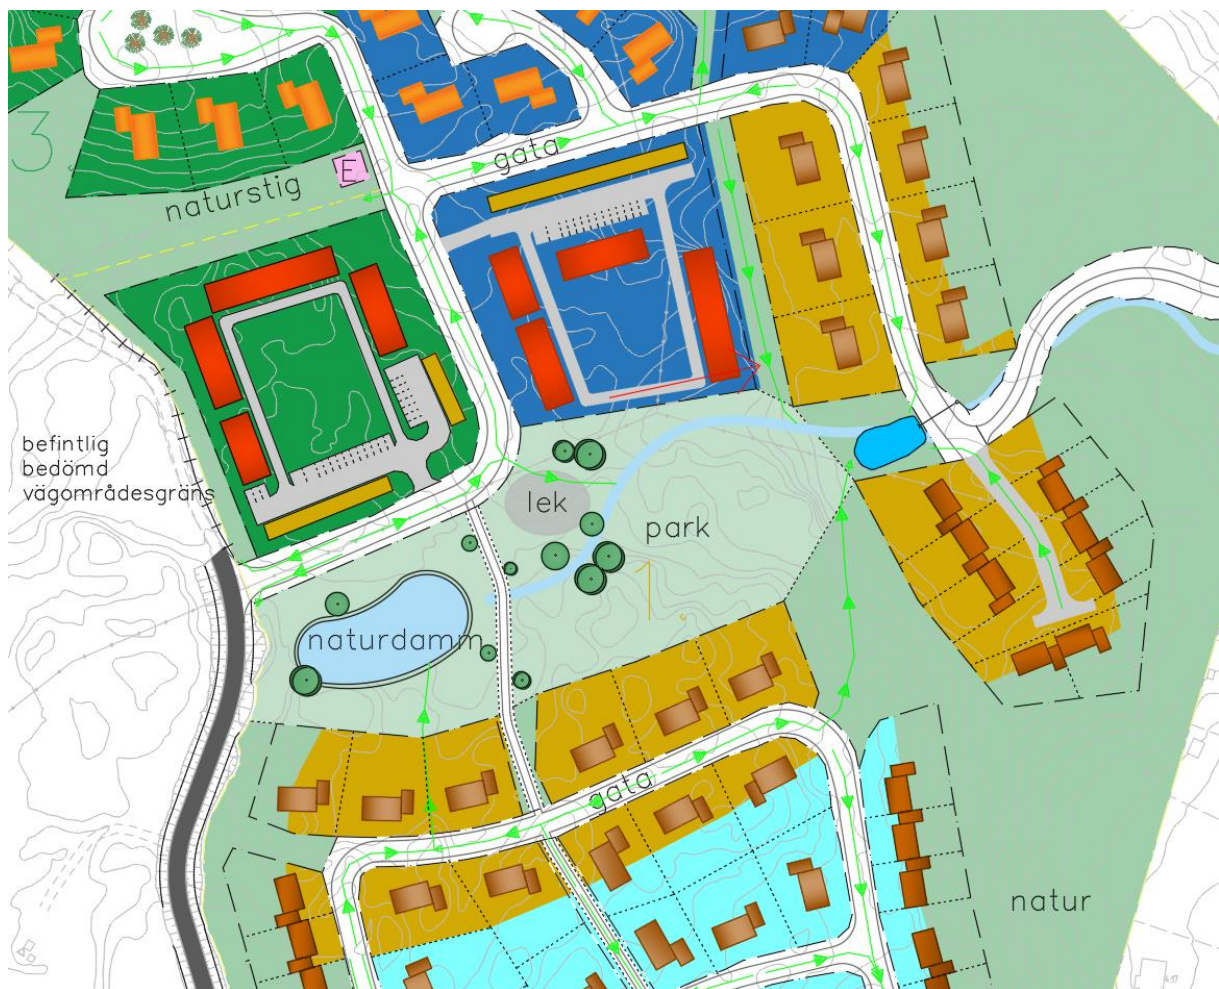 gata
3
E
naturstig
befintlig
bedömd
vägområdesgräns
lek
park
1
naturdamm
gata
natur